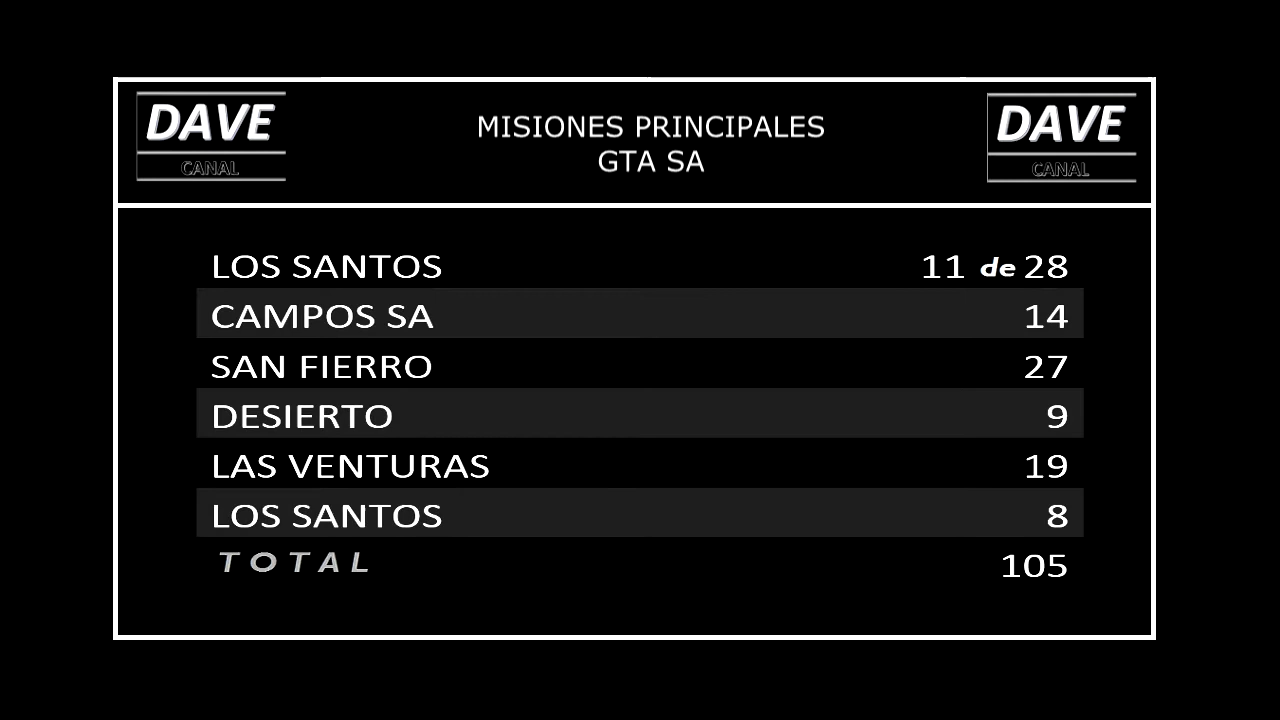 DAVE
CANAL
MISIONES PRINCIPALES
GTA SA
DAVE
CANAL
LOS SANTOS 11 de 28
CAMPOS SA 14
SAN FIERRO 27
DESIERTO 9
LAS VENTURAS 19
LOS SANTOS 8
TOTAL 105